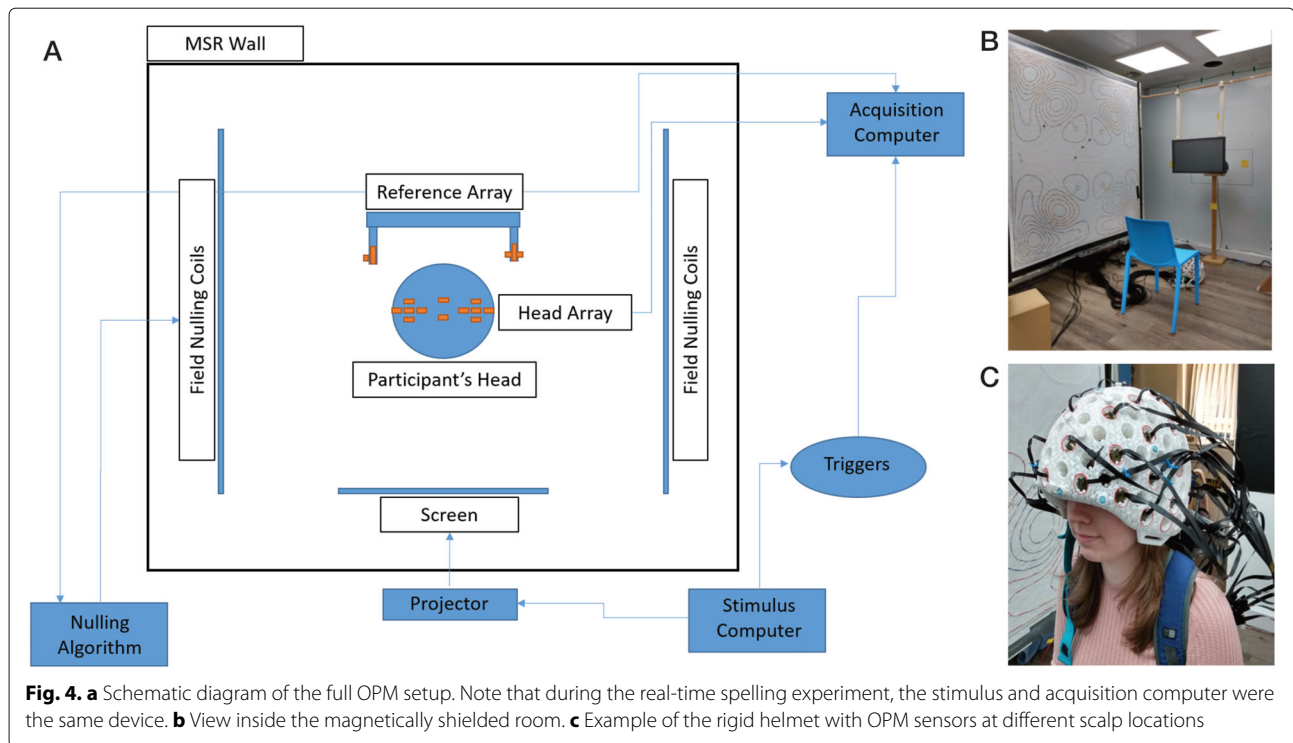 A
MSR Wall
B
Acquisition
Computer
Reference Array
Field Nulling Coils
Field Nulling Coils
Head Array
Participant's Head
C
Triggers
Screen
Projector
Stimulus
Computer
Nulling
Algorithm
Fig. 4. a Schematic diagram of the full OPM setup. Note that during the real-time spelling experiment, the stimulus and acquisition computer were
the same device. b View inside the magnetically shielded room. c Example of the rigid helmet with OPM sensors at different scalp locations